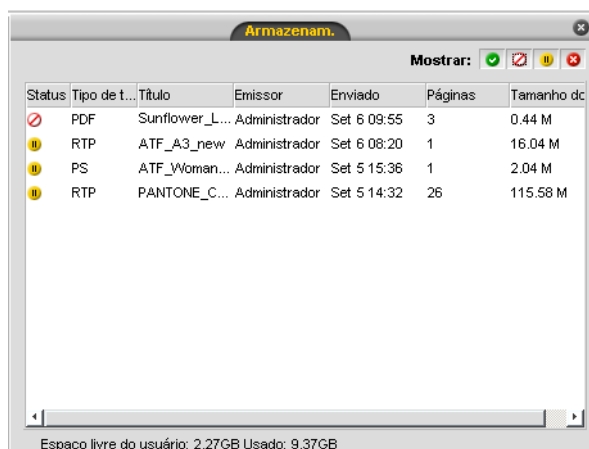 Armazenam.
Mostrar:
Status Tipo de t... Título Emissor Enviado Páginas Tamanho do
PDF Sunflower_L... Administrador Set 6 09:55 3 0.44 M
RTP ATF_A3_new Administrador Set 6 08:20 1 16.04 M
PS ATF_Woman... Administrador Set 5 15:36 1 2.04 M
RTP PANTONE_C... Administrador Set 5 14:32 26 115.58 M
Espaço livre do usuário: 2.27GB Usado: 9.37GB